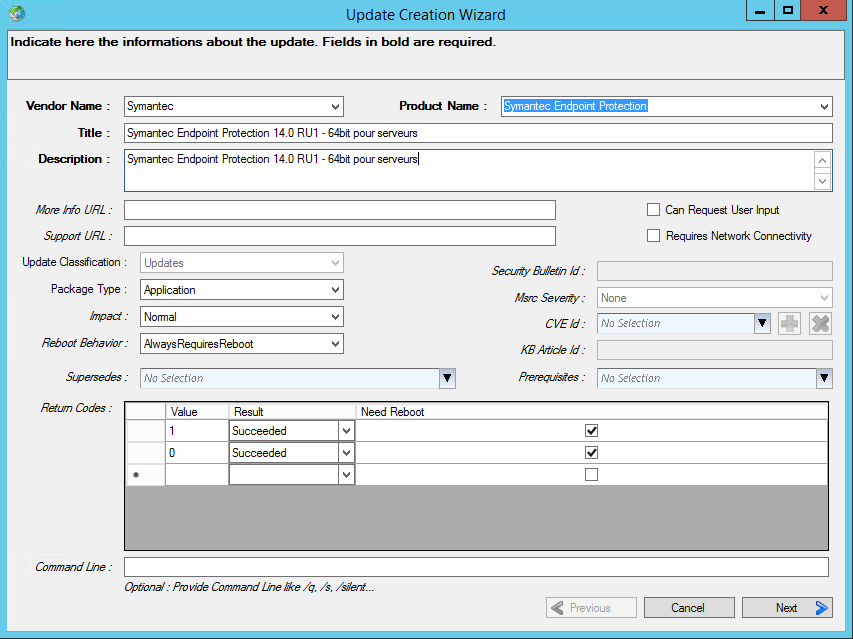 Update Creation Wizard
Indicate here the informations about the update. Fields in bold are required.
Vendor Name : Symantec Product Name : Symantec Endpoint Protection
Title : Symantec Endpoint Protection 14.0 RU1 - 64bit pour serveurs
Description : Symantec Endpoint Protection 14.0 RU1 - 64bit pour serveurs
More Info URL : Can Request User Input
Support URL : Requires Network Connectivity
Update Classification : Updates Security Bulletin Id :
Package Type : Application Msrc Severity : None
Impact : Normal CVE Id : No Selection
Reboot Behavior : AlwaysRequiresReboot KB Article Id :
Supersedes : No Selection Prerequisites : No Selection
Return Codes : Value Result Need Reboot
1 Succeeded
0 Succeeded
Command Line :
Optional : Provide Command Line like /q, /s, /silent...
Previous Cancel Next